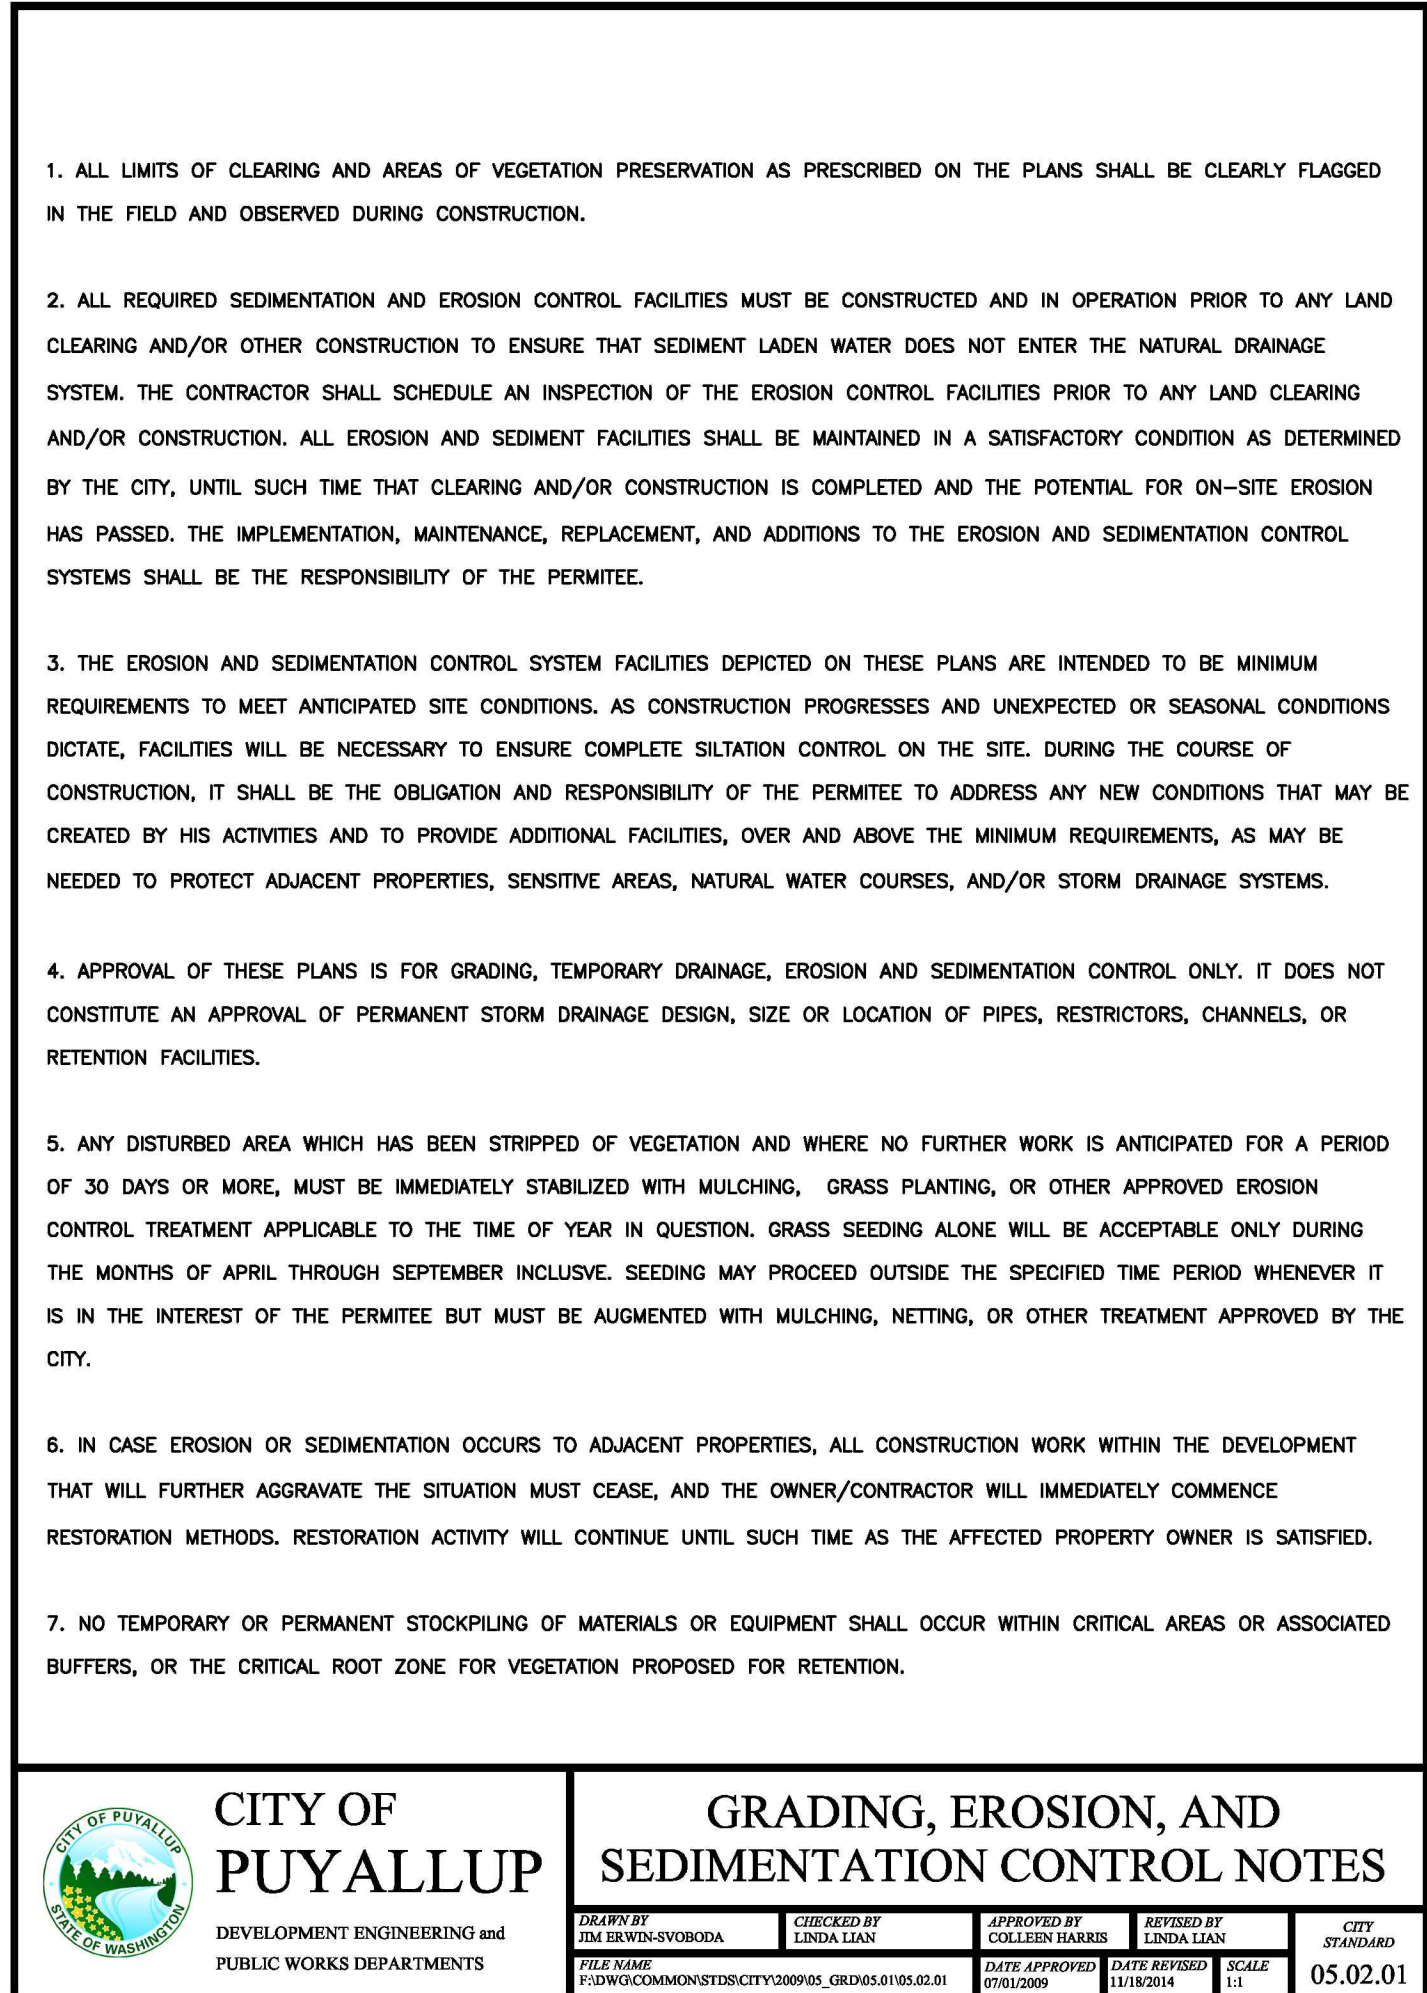 1. ALL LIMITS OF CLEARING AND AREAS OF VEGETATION PRESERVATION AS PRESCRIBED ON THE PLANS SHALL BE CLEARLY FLAGGED
IN THE FIELD AND OBSERVED DURING CONSTRUCTION.
2. ALL REQUIRED SEDIMENTATION AND EROSION CONTROL FACILITIES MUST BE CONSTRUCTED AND IN OPERATION PRIOR TO ANY LAND
CLEARING AND/OR OTHER CONSTRUCTION TO ENSURE THAT SEDIMENT LADEN WATER DOES NOT ENTER THE NATURAL DRAINAGE
SYSTEM. THE CONTRACTOR SHALL SCHEDULE AN INSPECTION OF THE EROSION CONTROL FACILITIES PRIOR TO ANY LAND CLEARING
AND/OR CONSTRUCTION. ALL EROSION AND SEDIMENT FACILITIES SHALL BE MAINTAINED IN A SATISFACTORY CONDITION AS DETERMINED
BY THE CITY, UNTIL SUCH TIME THAT CLEARING AND/OR CONSTRUCTION IS COMPLETED AND THE POTENTIAL FOR ON-SITE EROSION
HAS PASSED. THE IMPLEMENTATION, MAINTENANCE, REPLACEMENT, AND ADDITIONS TO THE EROSION AND SEDIMENTATION CONTROL
SYSTEMS SHALL BE THE RESPONSIBILITY OF THE PERMITEE.
3. THE EROSION AND SEDIMENTATION CONTROL SYSTEM FACILITIES DEPICTED ON THESE PLANS ARE INTENDED TO BE MINIMUM
REQUIREMENTS TO MEET ANTICIPATED SITE CONDITIONS. AS CONSTRUCTION PROGRESSES AND UNEXPECTED OR SEASONAL CONDITIONS
DICTATE, FACILITIES WILL BE NECESSARY TO ENSURE COMPLETE SILTATION CONTROL ON THE SITE. DURING THE COURSE OF
CONSTRUCTION, IT SHALL BE THE OBLIGATION AND RESPONSIBILITY OF THE PERMITEE TO ADDRESS ANY NEW CONDITIONS THAT MAY BE
CREATED BY HIS ACTIVITIES AND TO PROVIDE ADDITIONAL FACILITIES, OVER AND ABOVE THE MINIMUM REQUIREMENTS, AS MAY BE
NEEDED TO PROTECT ADJACENT PROPERTIES, SENSITIVE AREAS, NATURAL WATER COURSES, AND/OR STORM DRAINAGE SYSTEMS.
4. APPROVAL OF THESE PLANS IS FOR GRADING, TEMPORARY DRAINAGE, EROSION AND SEDIMENTATION CONTROL ONLY. IT DOES NOT
CONSTITUTE AN APPROVAL OF PERMANENT STORM DRAINAGE DESIGN, SIZE OR LOCATION OF PIPES, RESTRICTORS, CHANNELS, OR
RETENTION FACILITIES.
5. ANY DISTURBED AREA WHICH HAS BEEN STRIPPED OF VEGETATION AND WHERE NO FURTHER WORK IS ANTICIPATED FOR A PERIOD
OF 30 DAYS OR MORE, MUST BE IMMEDIATELY STABILIZED WITH MULCHING, GRASS PLANTING, OR OTHER APPROVED EROSION
CONTROL TREATMENT APPLICABLE TO THE TIME OF YEAR IN QUESTION. GRASS SEEDING ALONE WILL BE ACCEPTABLE ONLY DURING
THE MONTHS OF APRIL THROUGH SEPTEMBER INCLUSVE. SEEDING MAY PROCEED OUTSIDE THE SPECIFIED TIME PERIOD WHENEVER IT
IS IN THE INTEREST OF THE PERMITEE BUT MUST BE AUGMENTED WITH MULCHING, NETTING, OR OTHER TREATMENT APPROVED BY THE
CITY.
6. IN CASE EROSION OR SEDIMENTATION OCCURS TO ADJACENT PROPERTIES, ALL CONSTRUCTION WORK WITHIN THE DEVELOPMENT
THAT WILL FURTHER AGGRAVATE THE SITUATION MUST CEASE, AND THE OWNER/CONTRACTOR WILL IMMEDIATELY COMMENCE
RESTORATION METHODS. RESTORATION ACTIVITY WILL CONTINUE UNTIL SUCH TIME AS THE AFFECTED PROPERTY OWNER IS SATISFIED.
7. NO TEMPORARY OR PERMANENT STOCKPILING OF MATERIALS OR EQUIPMENT SHALL OCCUR WITHIN CRITICAL AREAS OR ASSOCIATED
BUFFERS, OR THE CRITICAL ROOT ZONE FOR VEGETATION PROPOSED FOR RETENTION.
CITY OF PUYALLUP
STATE OF WASHINGTON
CITY OF
PUYALLUP
DEVELOPMENT ENGINEERING and
PUBLIC WORKS DEPARTMENTS
GRADING, EROSION, AND
SEDIMENTATION CONTROL NOTES
DRAWN BY
JIM ERWIN-SVOBODA
CHECKED BY
LINDA LIAN
APPROVED BY
COLLEEN HARRIS
REVISED BY
LINDA LIAN
FILE NAME
F:\DWG\COMMON\STDS\CITY\2009\05_GRD\05.01\05.02.01
DATE APPROVED
07/01/2009
DATE REVISED
11/18/2014
SCALE
1:1
CITY
STANDARD
05.02.01